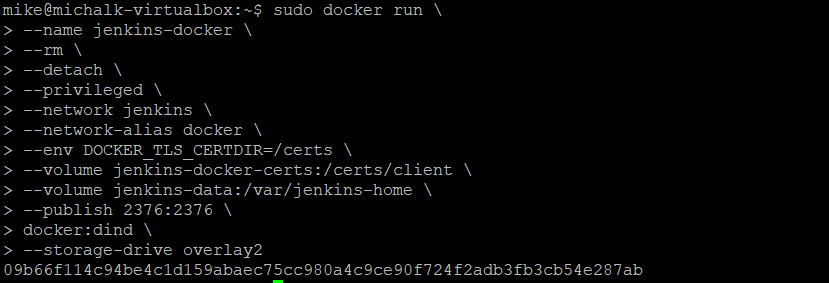 mike@michalk-virtualbox:~$ sudo docker run \
> --name jenkins-docker \
> --rm \
> --detach \
> --privileged \
> --network jenkins \
> --network-alias docker \
> --env DOCKER_TLS_CERTDIR=/certs \
> --volume jenkins-docker-certs:/certs/client \
> --volume jenkins-data:/var/jenkins-home \
> --publish 2376:2376 \
> docker:dind \
> --storage-drive overlay2
09b66f114c94be4c1d159abaec75cc980a4c9ce90f724f2adb3fb3cb54e287ab